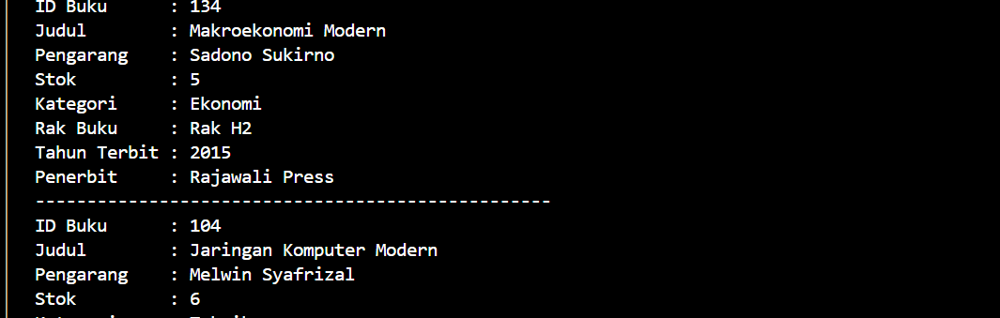 ID Buku : 134
Judul : Makroekonomi Modern
Pengarang : Sadono Sukirno
Stok : 5
Kategori : Ekonomi
Rak Buku : Rak H2
Tahun Terbit : 2015
Penerbit : Rajawali Press
--------------------------------------------------
ID Buku : 104
Judul : Jaringan Komputer Modern
Pengarang : Melwin Syafrizal
Stok : 6